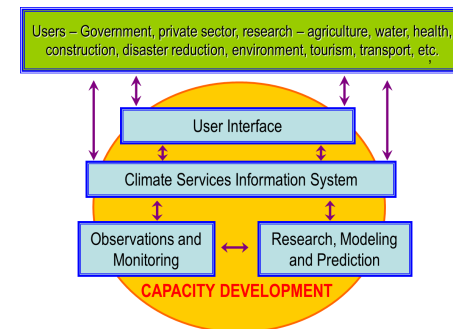 Users – Government, private sector, research – agriculture, water, health,
construction, disaster reduction, environment, tourism, transport, etc.
,
User Interface
Climate Services Information System
Observations and
Monitoring
Research, Modeling
and Prediction
CAPACITY DEVELOPMENT